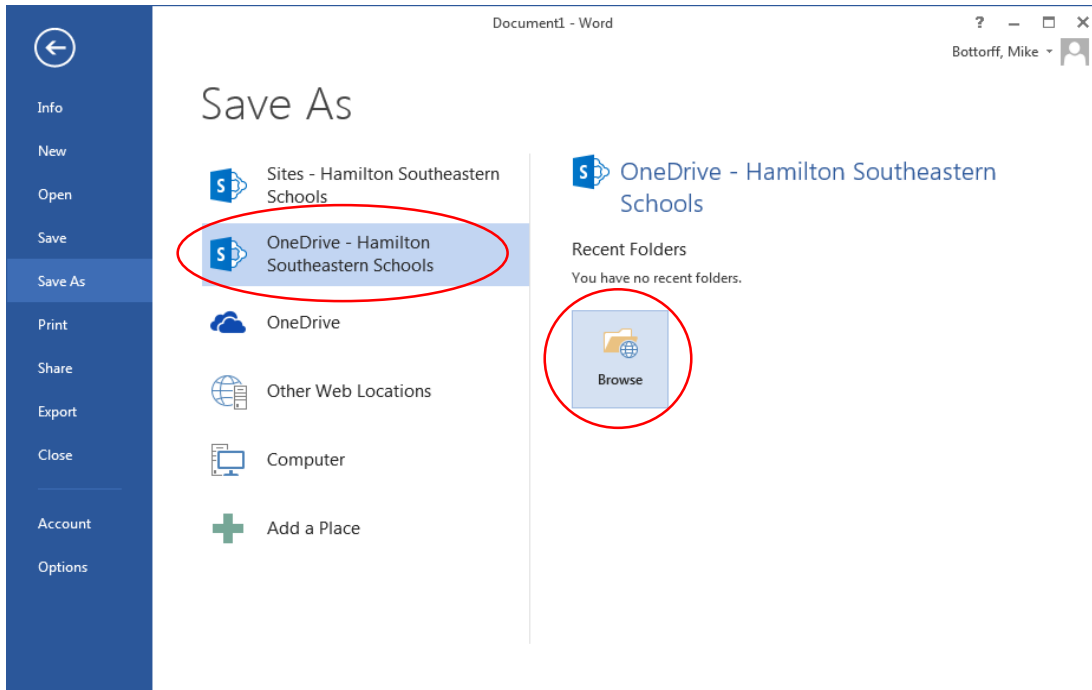 Document1 - Word
?
Bottorff, Mike
Info
New
Open
Save
Save As
Print
Share
Export
Close
Account
Options
Save As
Sites - Hamilton Southeastern
Schools
OneDrive - Hamilton
Southeastern Schools
OneDrive
Other Web Locations
Computer
Add a Place
OneDrive - Hamilton Southeastern
Schools
Recent Folders
You have no recent folders.
Browse